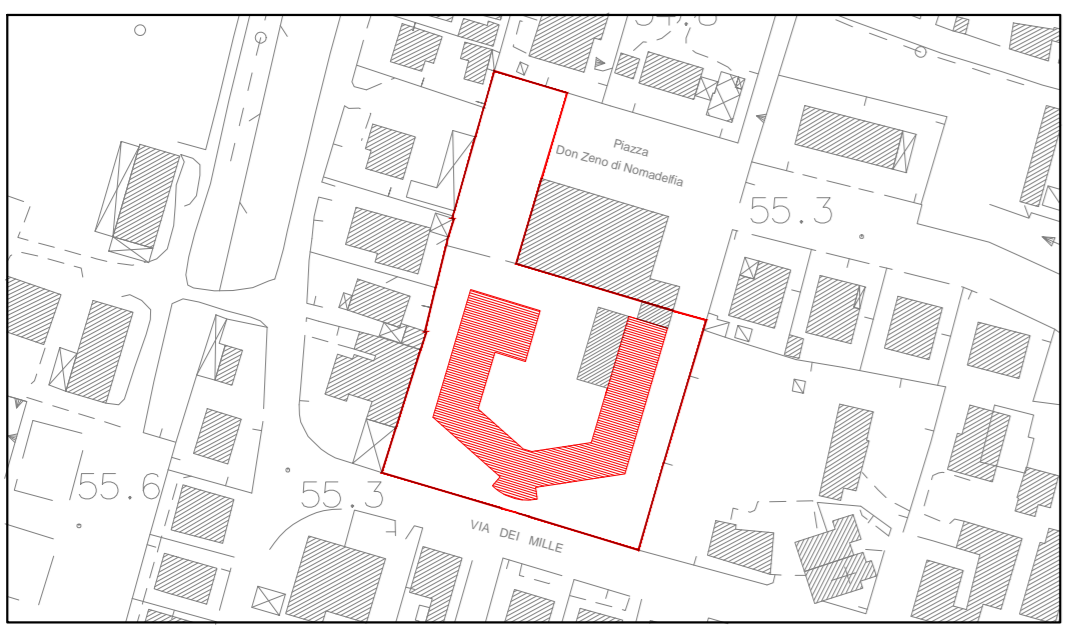 Piazza
Don Zeno di Nomadelfia
55.3
55.6
55.3
VIA DEI MILLE